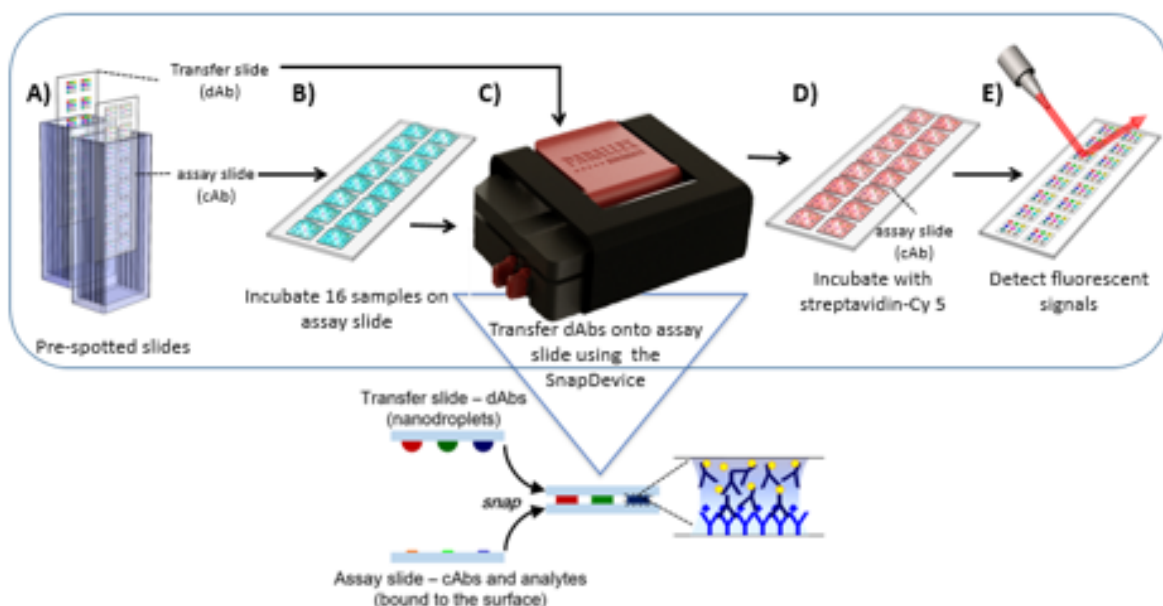 A)
Transfer slide
(dAb)
assay slide
(cAb)
Pre-spotted slides
B)
Incubate 16 samples on
assay slide
C)
PARALLEX
Transfer dAbs onto assay
slide using the
SnapDevice
D)
assay slide
(cAb)
Incubate with
streptavidin-Cy 5
E)
Detect fluorescent
signals
Transfer slide – dAbs
(nanodroplets)
snap
Assay slide – cAbs and analytes
(bound to the surface)